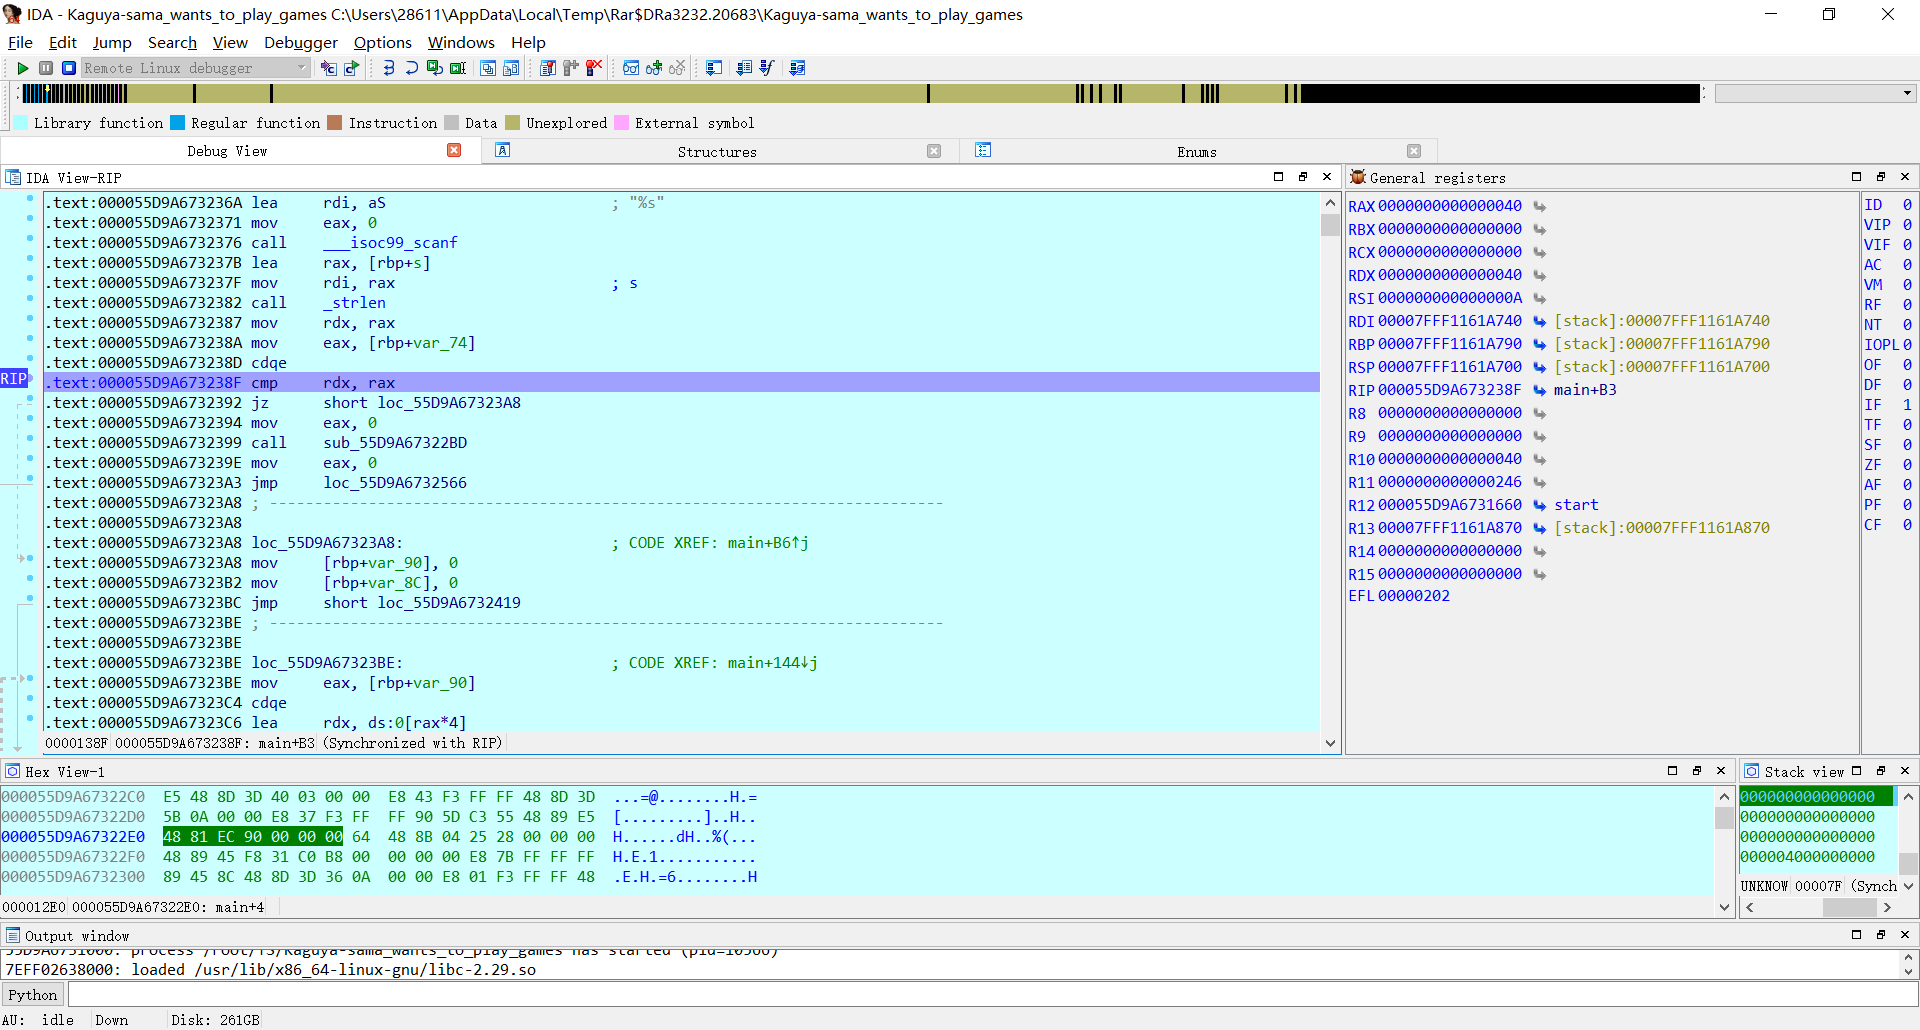 IDA - Kaguya-sama_wants_to_play_games C:\Users\28611\AppData\Local\Temp\Rar$DRa3232.20683\Kaguya-sama_wants_to_play_games
File Edit Jump Search View Debugger Options Windows Help
Remote Linux debugger
Library function Regular function Instruction Data Unexplored External symbol
Debug View Structures Enums
IDA View-RIP
.text:000055D9A673236A lea rdi, aS ; "%s"
.text:000055D9A6732371 mov eax, 0
.text:000055D9A6732376 call ___isoc99_scanf
.text:000055D9A673237B lea rax, [rbp+s]
.text:000055D9A673237F mov rdi, rax ; s
.text:000055D9A6732382 call _strlen
.text:000055D9A6732387 mov rdx, rax
.text:000055D9A673238A mov eax, [rbp+var_74]
.text:000055D9A673238D cdqe
RIP .text:000055D9A673238F cmp rdx, rax
.text:000055D9A6732392 jz short loc_55D9A67323A8
.text:000055D9A6732394 mov eax, 0
.text:000055D9A6732399 call sub_55D9A67322BD
.text:000055D9A673239E mov eax, 0
.text:000055D9A67323A3 jmp loc_55D9A6732566
.text:000055D9A67323A8 ; ---------------------------------------------------------------------------
.text:000055D9A67323A8
.text:000055D9A67323A8 loc_55D9A67323A8: ; CODE XREF: main+B6↑j
.text:000055D9A67323A8 mov [rbp+var_90], 0
.text:000055D9A67323B2 mov [rbp+var_8C], 0
.text:000055D9A67323BC jmp short loc_55D9A6732419
.text:000055D9A67323BE ; ---------------------------------------------------------------------------
.text:000055D9A67323BE
.text:000055D9A67323BE loc_55D9A67323BE: ; CODE XREF: main+144↓j
.text:000055D9A67323BE mov eax, [rbp+var_90]
.text:000055D9A67323C4 cdqe
.text:000055D9A67323C6 lea rdx, ds:0[rax*4]
0000138F 000055D9A673238F: main+B3 (Synchronized with RIP)
General registers
RAX 0000000000000040
RBX 0000000000000000
RCX 0000000000000000
RDX 0000000000000040
RSI 000000000000000A
RDI 00007FFF1161A740 [stack]:00007FFF1161A740
RBP 00007FFF1161A790 [stack]:00007FFF1161A790
RSP 00007FFF1161A700 [stack]:00007FFF1161A700
RIP 000055D9A673238F main+B3
R8 0000000000000000
R9 0000000000000000
R10 0000000000000040
R11 0000000000000246
R12 000055D9A6731660 start
R13 00007FFF1161A870 [stack]:00007FFF1161A870
R14 0000000000000000
R15 0000000000000000
EFL 00000202
ID 0
VIP 0
VIF 0
AC 0
VM 0
RF 0
NT 0
IOPL 0
OF 0
DF 0
IF 1
TF 0
SF 0
ZF 0
AF 0
PF 0
CF 0
Hex View-1
000055D9A67322C0 E5 48 8D 3D 40 03 00 00 E8 43 F3 FF FF 48 8D 3D ...=@........H.=
000055D9A67322D0 5B 0A 00 00 E8 37 F3 FF FF 90 5D C3 55 48 89 E5 [.........]..H..
000055D9A67322E0 48 81 EC 90 00 00 00 64 48 8B 04 25 28 00 00 00 H......dH..%(...
000055D9A67322F0 48 89 45 F8 31 C0 B8 00 00 00 00 E8 7B FF FF FF H.E.1...........
000055D9A6732300 89 45 8C 48 8D 3D 36 0A 00 00 E8 01 F3 FF FF 48 .E.H.=6........H
000012E0 000055D9A67322E0: main+4
Stack view
0000000000000000
0000000000000000
0000000000000000
0000004000000000
UNKNOW 00007F (Synch
Output window
55D9A6731000: process /root/13/Kaguya-sama_wants_to_play_games has started (pid=10566)
7EFF02638000: loaded /usr/lib/x86_64-linux-gnu/libc-2.29.so
Python
AU: idle Down Disk: 261GB